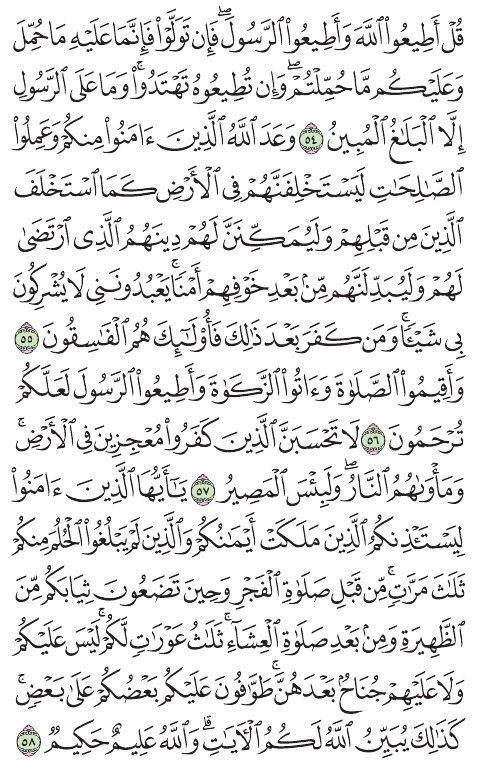 قُلۡ أَطِيعُواْ ٱللَّهَ وَأَطِيعُواْ ٱلرَّسُولَۖ فَإِن تَوَلَّوۡاْ فَإِنَّمَا عَلَيۡهِ مَا حُمِّلَ
وَعَلَيۡكُم مَّا حُمِّلۡتُمۡۖ وَإِن تُطِيعُوهُ تَهۡتَدُواْۚ وَمَا عَلَى ٱلرَّسُولِ
إِلَّا ٱلۡبَلَٰغُ ٱلۡمُبِينُ ٥٤ وَعَدَ ٱللَّهُ ٱلَّذِينَ ءَامَنُواْ مِنكُمۡ وَعَمِلُواْ
ٱلصَّٰلِحَٰتِ لَيَسۡتَخۡلِفَنَّهُمۡ فِي ٱلۡأَرۡضِ كَمَا ٱسۡتَخۡلَفَ
ٱلَّذِينَ مِن قَبۡلِهِمۡ وَلَيُمَكِّنَنَّ لَهُمۡ دِينَهُمُ ٱلَّذِي ٱرۡتَضَىٰ
لَهُمۡ وَلَيُبَدِّلَنَّهُم مِّنۢ بَعۡدِ خَوۡفِهِمۡ أَمۡنٗاۚ يَعۡبُدُونَنِي لَا يُشۡرِكُونَ
بِي شَيۡـٔٗاۚ وَمَن كَفَرَ بَعۡدَ ذَٰلِكَ فَأُوْلَٰٓئِكَ هُمُ ٱلۡفَٰسِقُونَ ٥٥
وَأَقِيمُواْ ٱلصَّلَوٰةَ وَءَاتُواْ ٱلزَّكَوٰةَ وَأَطِيعُواْ ٱلرَّسُولَ لَعَلَّكُمۡ
تُرۡحَمُونَ ٥٦ لَا تَحۡسَبَنَّ ٱلَّذِينَ كَفَرُواْ مُعۡجِزِينَ فِي ٱلۡأَرۡضِۚ
وَمَأۡوَىٰهُمُ ٱلنَّارُۖ وَلَبِئۡسَ ٱلۡمَصِيرُ ٥٧ يَٰٓأَيُّهَا ٱلَّذِينَ ءَامَنُواْ
لِيَسۡتَـٔۡذِنكُمُ ٱلَّذِينَ مَلَكَتۡ أَيۡمَٰنُكُمۡ وَٱلَّذِينَ لَمۡ يَبۡلُغُواْ ٱلۡحُلُمَ مِنكُمۡ
ثَلَٰثَ مَرَّٰتٖۚ مِّن قَبۡلِ صَلَوٰةِ ٱلۡفَجۡرِ وَحِينَ تَضَعُونَ ثِيَابَكُم مِّنَ
ٱلظَّهِيرَةِ وَمِنۢ بَعۡدِ صَلَوٰةِ ٱلۡعِشَآءِۚ ثَلَٰثُ عَوۡرَٰتٖ لَّكُمۡۚ لَيۡسَ عَلَيۡكُمۡ
وَلَا عَلَيۡهِمۡ جُنَاحُۢ بَعۡدَهُنَّۚ طَوَّٰفُونَ عَلَيۡكُم بَعۡضُكُمۡ عَلَىٰ بَعۡضٖۚ
كَذَٰلِكَ يُبَيِّنُ ٱللَّهُ لَكُمُ ٱلۡأٓيَٰتِۗ وَٱللَّهُ عَلِيمٌ حَكِيمٞ ٥٨